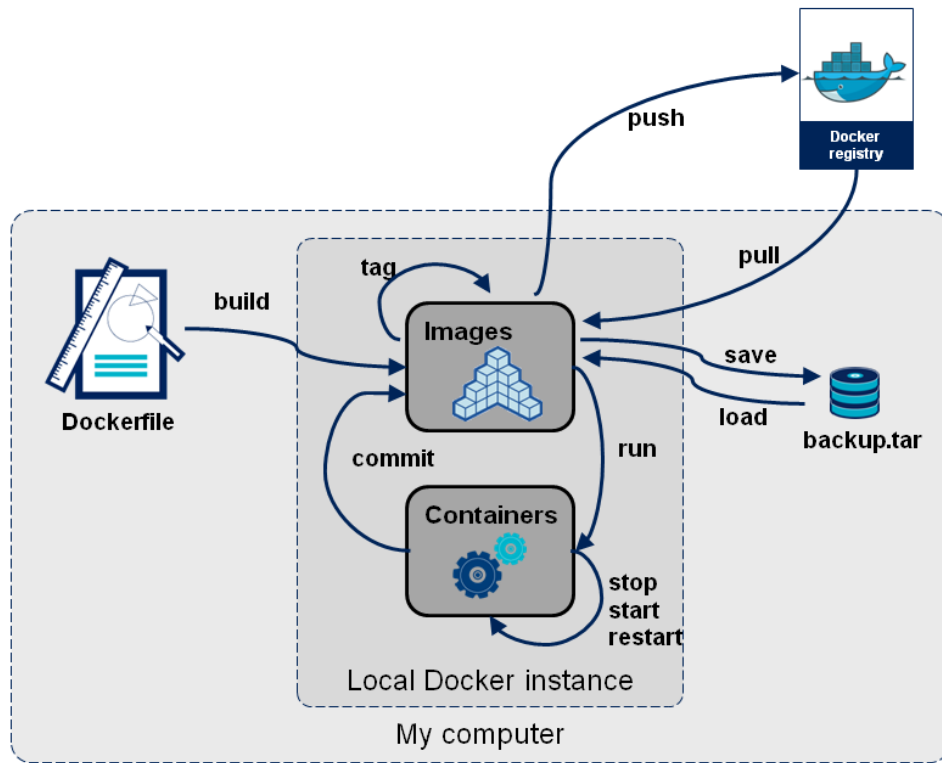 Docker
registry
push
pull
tag
build
Images
save
load
Dockerfile
backup.tar
commit
run
Containers
stop
start
restart
Local Docker instance
My computer